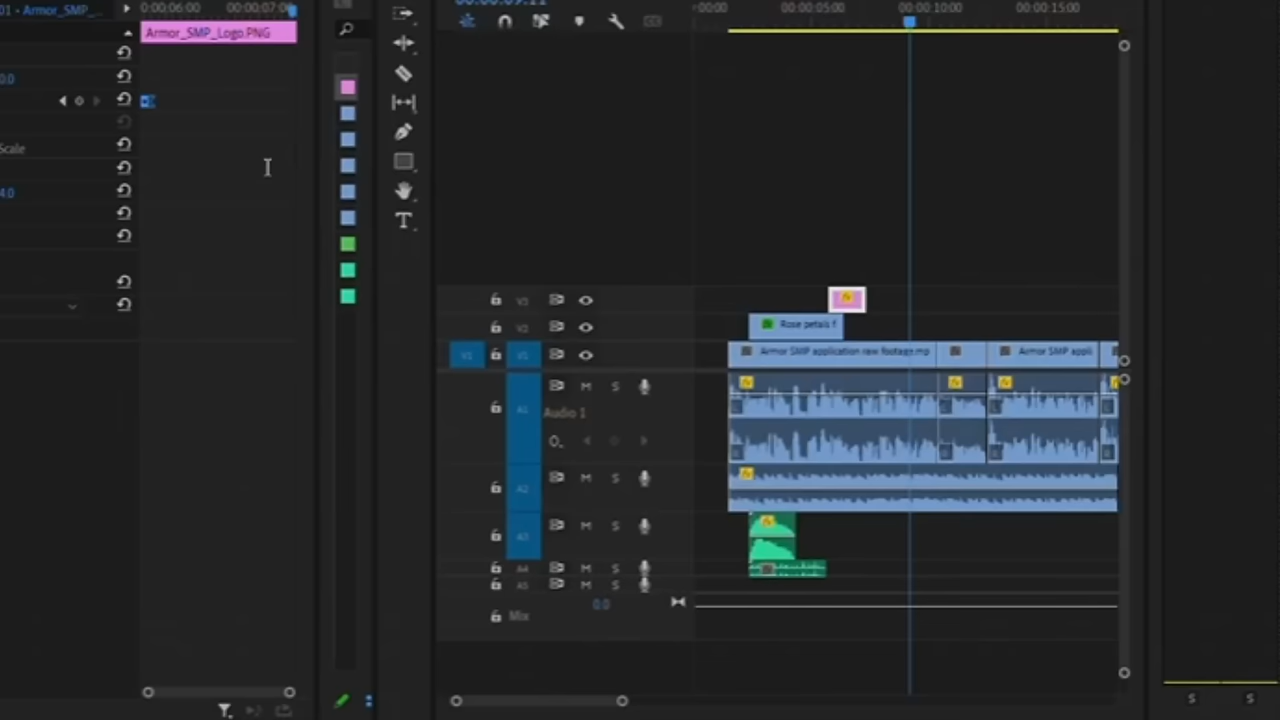 01 - Armor_SMP_...
00:00:06:00 00:00:07:00
Armor_SMP_Logo.PNG
0.0
Scale
4.0
:00:00 00:00:05:00 00:00:10:00 00:00:15:00
V3
V2
Rose petals f
V1 V1
Armor SMP application raw footage.mp
Armor SMP appli
A1 M S
Audio 1
A2 M S
A3 M S
A4 M S
A5 M S
0.0
Mix
S S